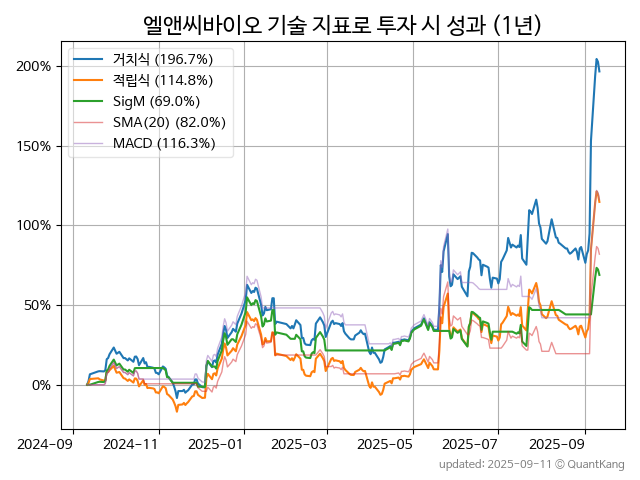 엘앤씨바이오 기술 지표로 투자 시 성과 (1년)
거치식 (196.7%)
적립식 (114.8%)
SigM (69.0%)
SMA(20) (82.0%)
MACD (116.3%)
200%
150%
100%
50%
0%
2024-09 2024-11 2025-01 2025-03 2025-05 2025-07 2025-09
updated: 2025-09-11 © QuantKang